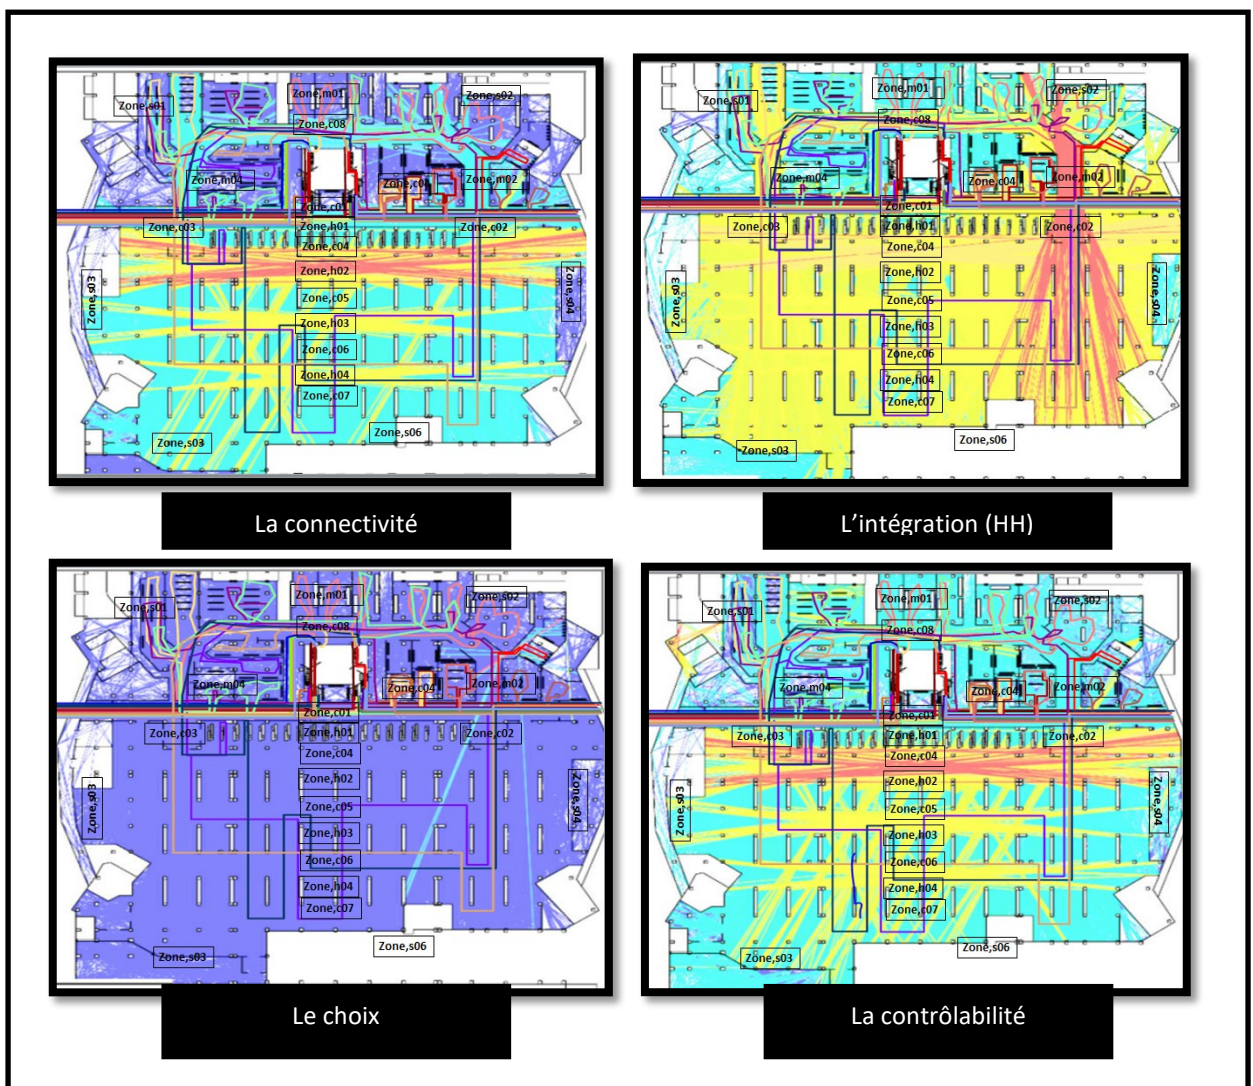 Zone,m01
Zone,s02
Zone,s01
Zone,c08
Zone,m04
Zone,m02
Zone,c03
Zone,h01
Zone,c02
Zone,c04
Zone,h02
Zone,s03
Zone,s04
Zone,c05
Zone,h03
Zone,c06
Zone,h04
Zone,c07
Zone,s03
Zone,s06
La connectivité
Zone,m01
Zone,s02
Zone,s01
Zone,c08
Zone,m04
Zone,c04
Zone,m02
Zone,c01
Zone,c03
Zone,h01
Zone,c02
Zone,c04
Zone,h02
Zone,s03
Zone,s04
Zone,c05
Zone,h03
Zone,c06
Zone,h04
Zone,c07
Zone,s06
Zone,s03
L'intégration (HH)
Zone,m01
Zone,s02
Zone,s01
Zone,c08
Zone,m04
Zone,c04
Zone,m02
Zone,c01
Zone,c03
Zone,h01
Zone,c02
Zone,c04
Zone,h02
Zone,s03
Zone,s04
Zone,c05
Zone,h03
Zone,c06
Zone,h04
Zone,c07
Zone,s06
Zone,s03
Le choix
Zone,m01
Zone,s02
Zone,s01
Zone,c08
Zone,m04
Zone,c04
Zone,m02
Zone,c01
Zone,c03
Zone,h01
Zone,c02
Zone,c04
Zone,h02
Zone,s03
Zone,s04
Zone,c05
Zone,h03
Zone,c06
Zone,h04
Zone,c07
Zone,s06
Zone,s03
La contrôlabilité